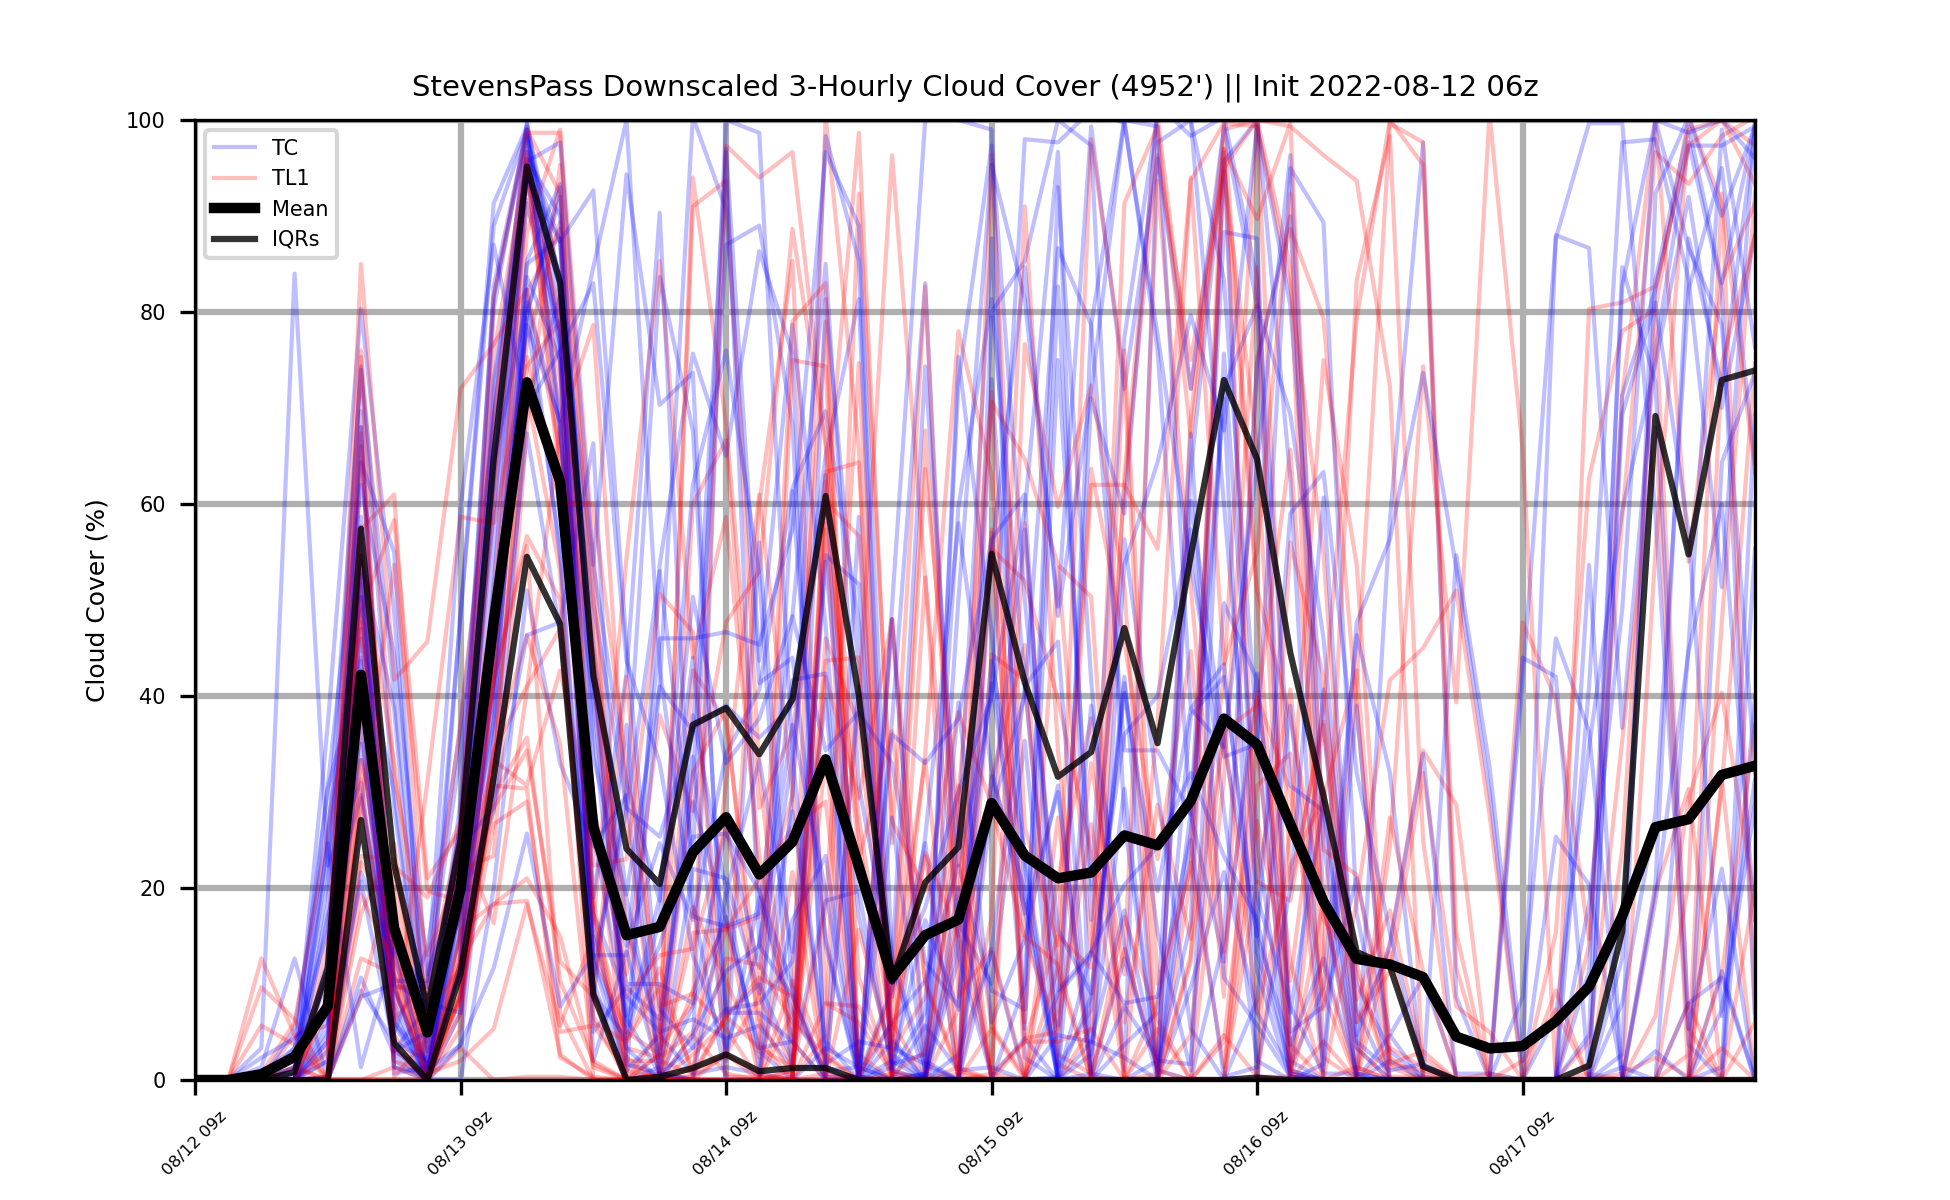 StevensPass Downscaled 3-Hourly Cloud Cover (4952') || Init 2022-08-12 06z
100
80
60
40
20
0
Cloud Cover (%)
TC
TL1
Mean
IQRs
08/12 09z
08/13 09z
08/14 09z
08/15 09z
08/16 09z
08/17 09z